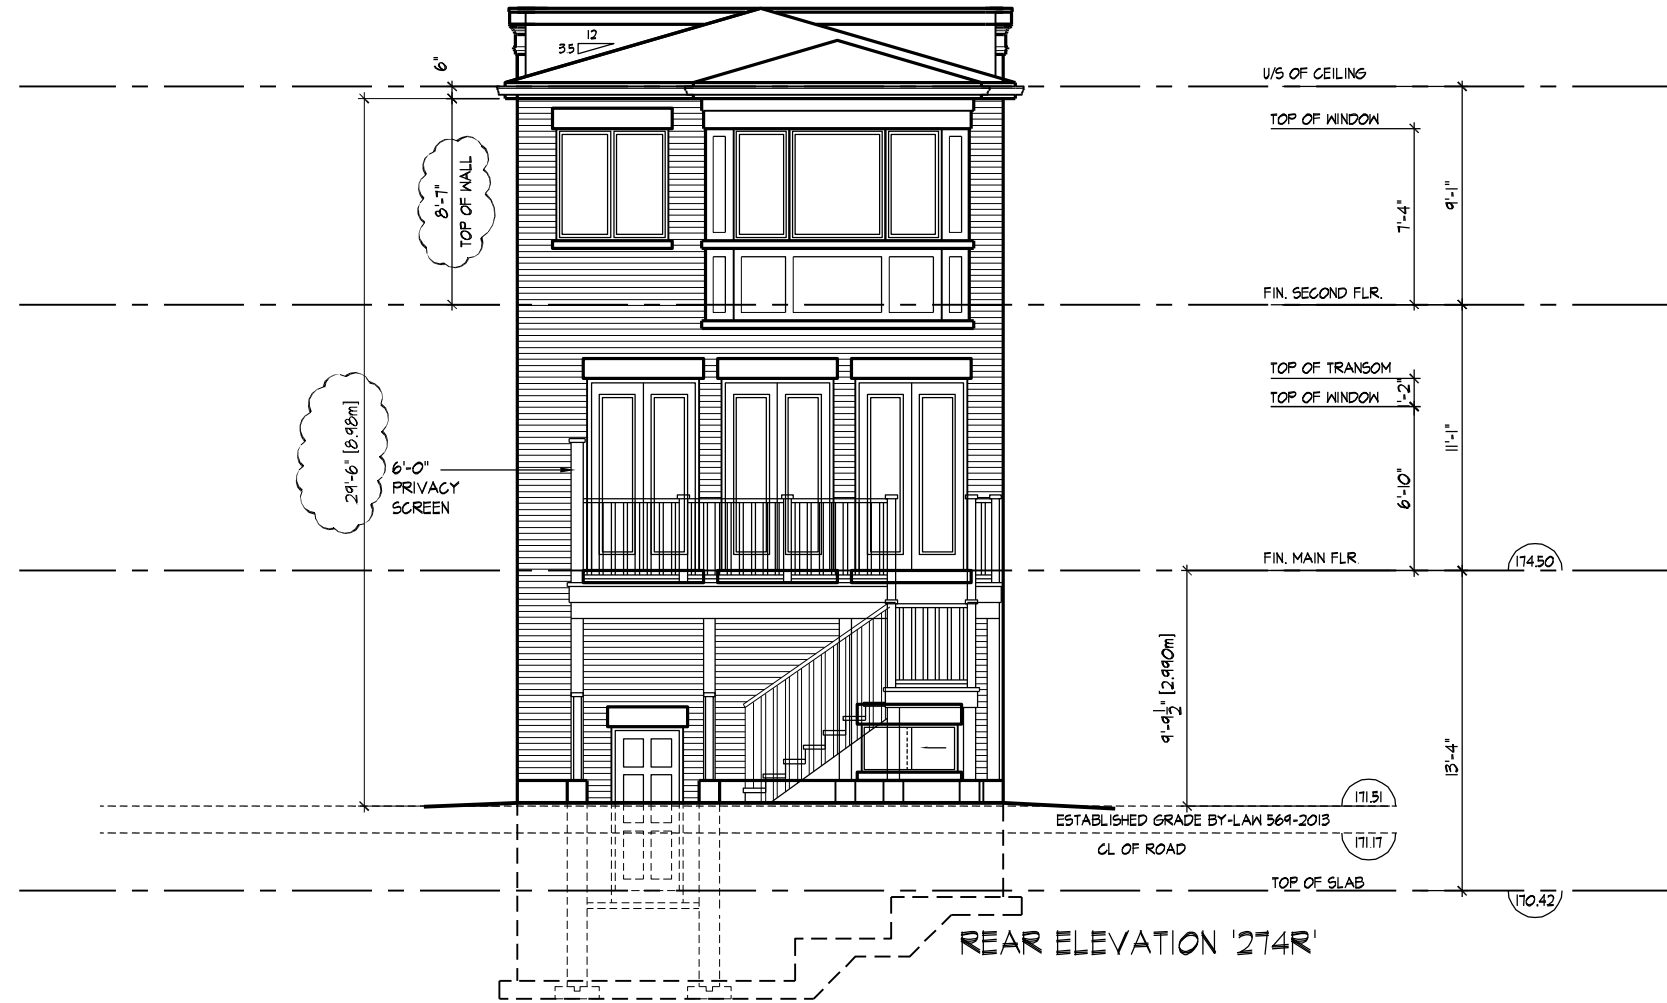 12
3.5
6"
U/S OF CEILING
TOP OF WINDOW
8'-7"
TOP OF WALL
7'-4"
9'-1"
FIN. SECOND FLR.
TOP OF TRANSOM
1'-2"
TOP OF WINDOW
11'-1"
29'-6" [8.98m]
6'-0"
PRIVACY
SCREEN
6'-10"
FIN. MAIN FLR.
174.50
9'-9 1/2" [2.990m]
13'-4"
171.51
ESTABLISHED GRADE BY-LAW 569-2013
CL OF ROAD
171.17
TOP OF SLAB
170.42
REAR ELEVATION '274R'